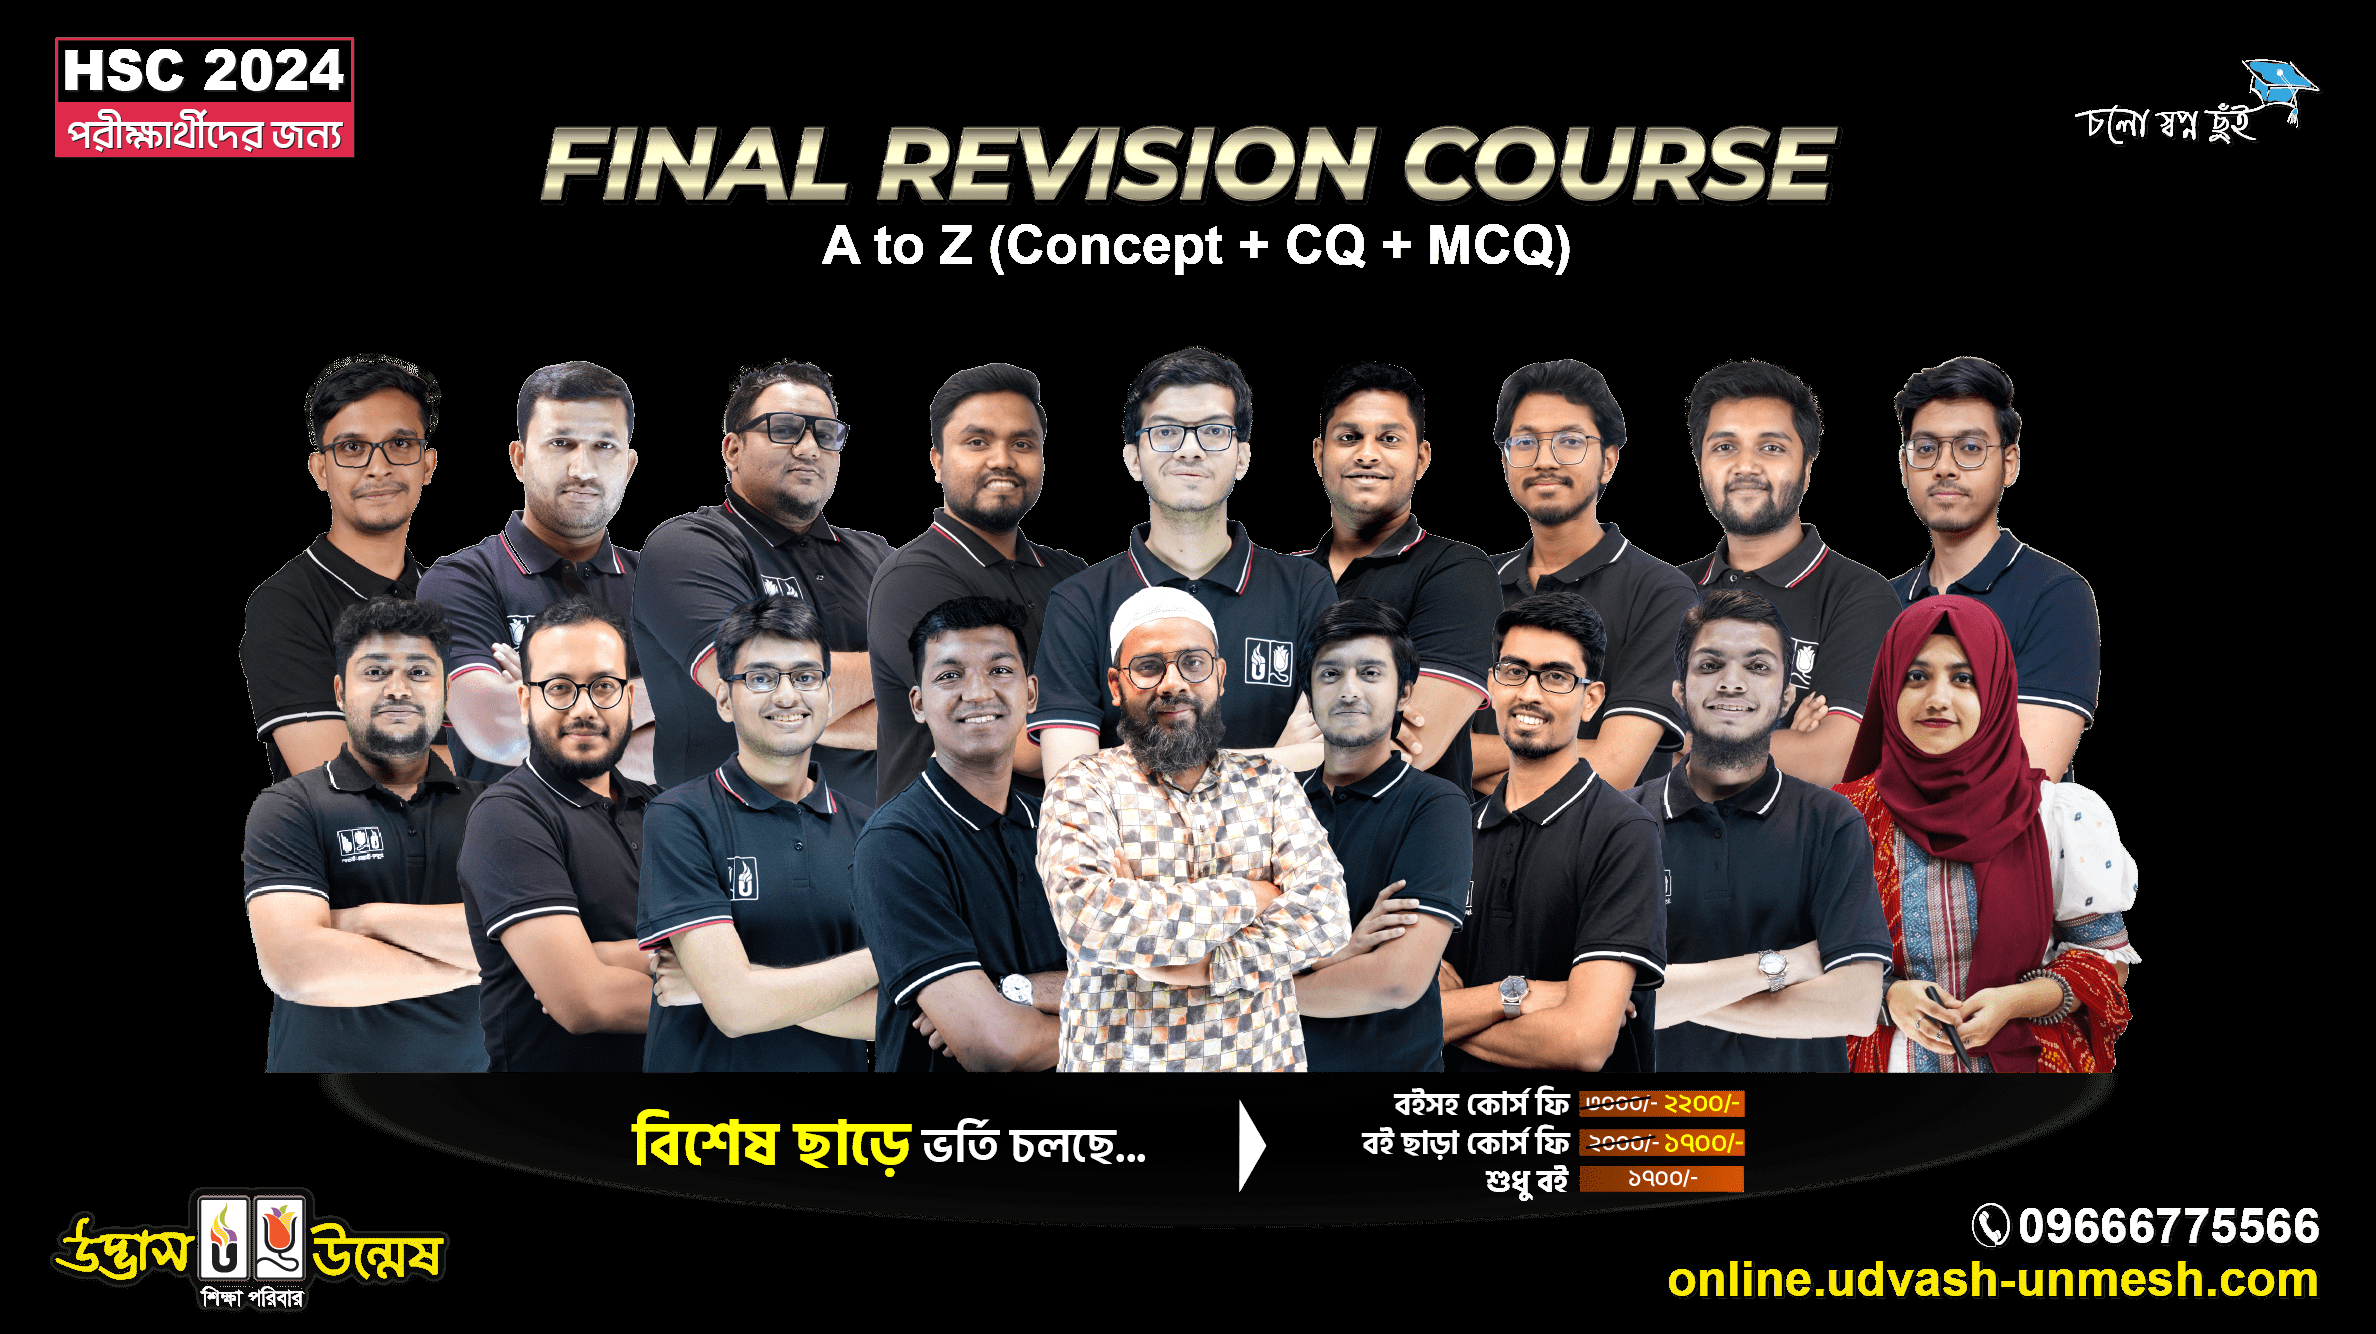 HSC 2024
পরীক্ষার্থীদের জন্য
চলো স্বপ্ন ছুঁই
FINAL REVISION COURSE
A to Z (Concept + CQ + MCQ)
বিশেষ ছাড়ে ভর্তি চলছে...
বইসহ কোর্স ফি ৩০০০/- ২২০০/-
বই ছাড়া কোর্স ফি ২০০০/- ১৭০০/-
শুধু বই ১৭০০/-
উদ্ভাস উন্মেষ
শিক্ষা পরিবার
09666775566
online.udvash-unmesh.com